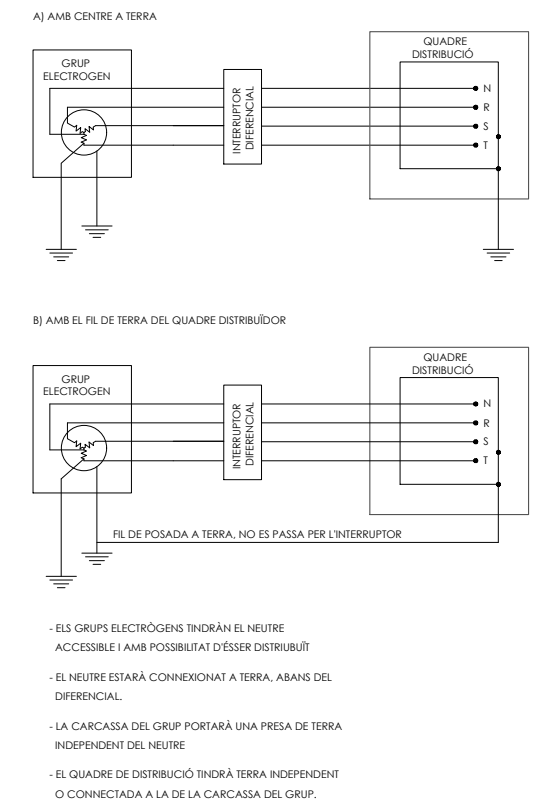 A) AMB CENTRE A TERRA
GRUP
ELECTROGEN
INTERRUPTOR
DIFERENCIAL
QUADRE
DISTRIBUCIÓ
N
R
S
T
B) AMB EL FIL DE TERRA DEL QUADRE DISTRIBUÏDOR
GRUP
ELECTROGEN
INTERRUPTOR
DIFERENCIAL
QUADRE
DISTRIBUCIÓ
N
R
S
T
FIL DE POSADA A TERRA, NO ES PASSA PER L'INTERRUPTOR
- ELS GRUPS ELECTRÒGENS TINDRÀN EL NEUTRE
ACCESSIBLE I AMB POSSIBILITAT D'ÉSSER DISTRIUBUÏT
- EL NEUTRE ESTARÀ CONNEXIONAT A TERRA, ABANS DEL
DIFERENCIAL.
- LA CARCASSA DEL GRUP PORTARÀ UNA PRESA DE TERRA
INDEPENDENT DEL NEUTRE
- EL QUADRE DE DISTRIBUCIÓ TINDRÀ TERRA INDEPENDENT
O CONNECTADA A LA DE LA CARCASSA DEL GRUP.